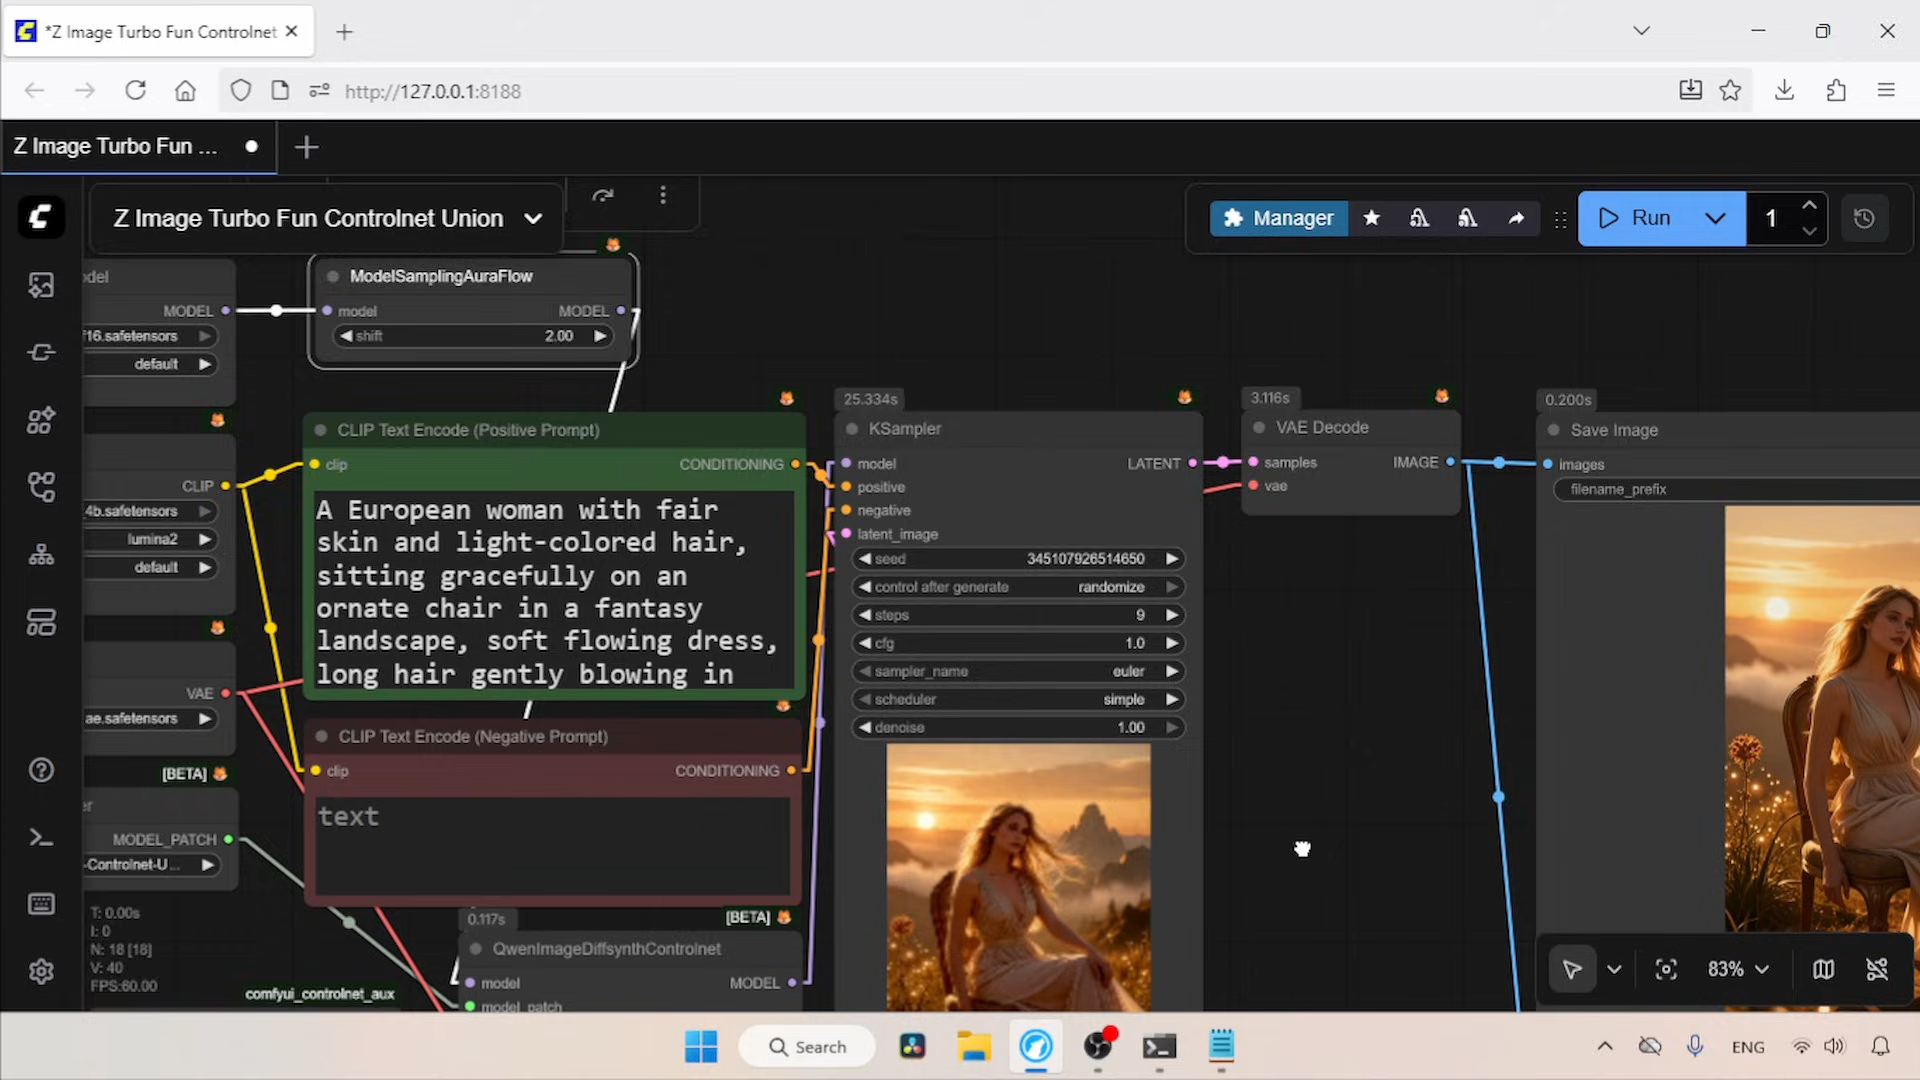 *Z Image Turbo Fun Controlnet
http://127.0.0.1:8188
Z Image Turbo Fun ...
Z Image Turbo Fun Controlnet Union
Manager
Run
1
odel
MODEL
f16.safetensors
default
ModelSamplingAuraFlow
model
MODEL
shift
2.00
CLIP
4b.safetensors
lumina2
default
VAE
ae.safetensors
[BETA]
er
MODEL_PATCH
-Controlnet-U...
T: 0.00s
I: 0
N: 18 [18]
V: 40
FPS:60.00
comfyui_controlnet_aux
CLIP Text Encode (Positive Prompt)
clip
CONDITIONING
A European woman with fair
skin and light-colored hair,
sitting gracefully on an
ornate chair in a fantasy
landscape, soft flowing dress,
long hair gently blowing in
CLIP Text Encode (Negative Prompt)
clip
CONDITIONING
text
0.117s
[BETA]
QwenImageDiffsynthControlnet
model
MODEL
model_patch
25.334s
KSampler
model
LATENT
positive
negative
latent_image
seed
345107926514650
control after generate
randomize
steps
9
cfg
1.0
sampler_name
euler
scheduler
simple
denoise
1.00
3.116s
VAE Decode
samples
IMAGE
vae
0.200s
Save Image
images
filename_prefix
83%
Search
ENG